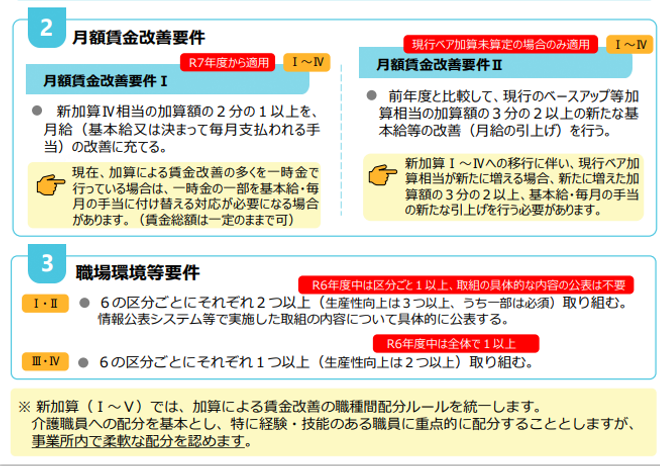 2 月額賃金改善要件
R7年度から適用 Ⅰ～Ⅳ
月額賃金改善要件Ⅰ
● 新加算Ⅳ相当の加算額の２分の１以上を、
月給（基本給又は決まって毎月支払われる手
当）の改善に充てる。
現在、加算による賃金改善の多くを一時金で
行っている場合は、一時金の一部を基本給・毎
月の手当に付け替える対応が必要になる場合
があります。（賃金総額は一定のままで可）
現行ベア加算未算定の場合のみ適用 Ⅰ～Ⅳ
月額賃金改善要件Ⅱ
● 前年度と比較して、現行のベースアップ等加
算相当の加算額の３分の２以上の新たな基
本給等の改善（月給の引上げ）を行う。
新加算Ⅰ～Ⅳへの移行に伴い、現行ベア加
算相当が新たに増える場合、新たに増えた加
算額の３分の２以上、基本給・毎月の手当
の新たな引上げを行う必要があります。
3 職場環境等要件
R6年度中は区分ごと１以上、取組の具体的な内容の公表は不要
Ⅰ・Ⅱ ● ６の区分ごとにそれぞれ２つ以上（生産性向上は３つ以上、うち一部は必須）取り組む。
情報公表システム等で実施した取組の内容について具体的に公表する。
R6年度中は全体で１以上
Ⅲ・Ⅳ ● ６の区分ごとにそれぞれ１つ以上（生産性向上は２つ以上）取り組む。
※ 新加算（Ⅰ～Ⅴ）では、加算による賃金改善の職種間配分ルールを統一します。
介護職員への配分を基本とし、特に経験・技能のある職員に重点的に配分することとしますが、
事業所内で柔軟な配分を認めます。